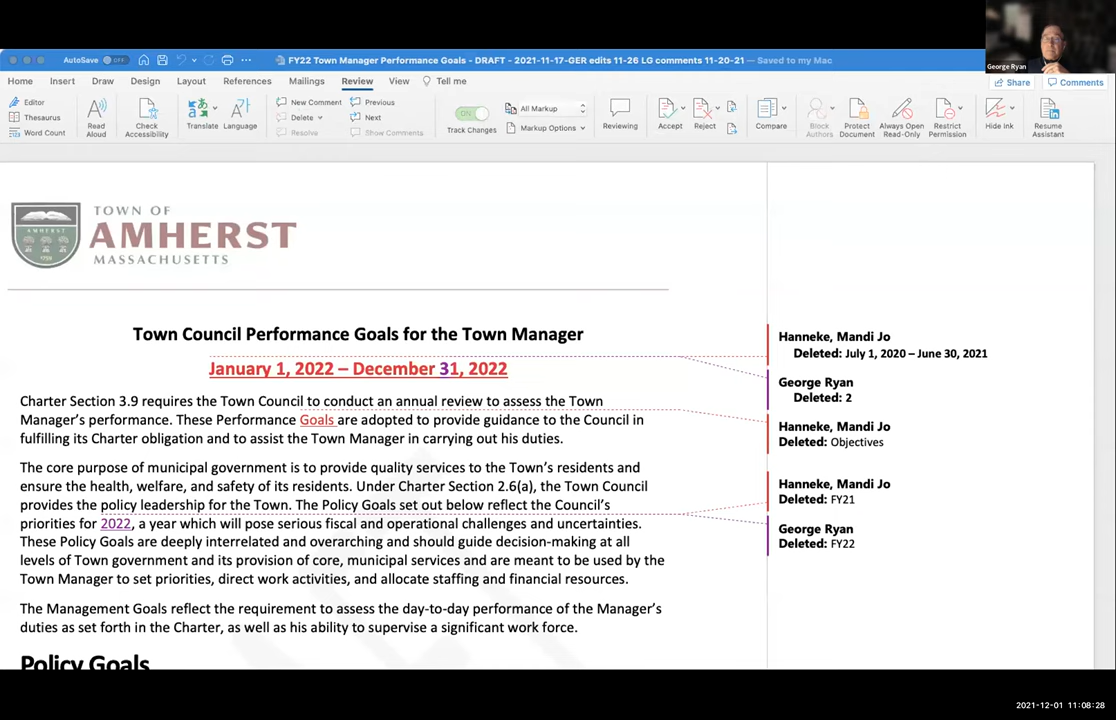 George Ryan
AutoSave OFF
FY22 Town Manager Performance Goals - DRAFT - 2021-11-17-GER edits 11-26 LG comments 11-20-21 — Saved to my Mac
Home Insert Draw Design Layout References Mailings Review View Tell me
Share Comments
Editor
Thesaurus
Word Count
Read Aloud
Check Accessibility
Translate
Language
New Comment
Delete
Resolve
Previous
Next
Show Comments
ON
Track Changes
All Markup
Markup Options
Reviewing
Accept
Reject
Compare
Block Authors
Protect Document
Always Open Read-Only
Restrict Permission
Hide Ink
Resume Assistant
1759
TOWN OF
AMHERST
MASSACHUSETTS
Town Council Performance Goals for the Town Manager
January 1, 2022 – December 31, 2022
Charter Section 3.9 requires the Town Council to conduct an annual review to assess the Town
Manager's performance. These Performance Goals are adopted to provide guidance to the Council in
fulfilling its Charter obligation and to assist the Town Manager in carrying out his duties.
The core purpose of municipal government is to provide quality services to the Town's residents and
ensure the health, welfare, and safety of its residents. Under Charter Section 2.6(a), the Town Council
provides the policy leadership for the Town. The Policy Goals set out below reflect the Council's
priorities for 2022, a year which will pose serious fiscal and operational challenges and uncertainties.
These Policy Goals are deeply interrelated and overarching and should guide decision-making at all
levels of Town government and its provision of core, municipal services and are meant to be used by the
Town Manager to set priorities, direct work activities, and allocate staffing and financial resources.
The Management Goals reflect the requirement to assess the day-to-day performance of the Manager's
duties as set forth in the Charter, as well as his ability to supervise a significant work force.
Policy Goals
Hanneke, Mandi Jo
Deleted: July 1, 2020 – June 30, 2021
George Ryan
Deleted: 2
Hanneke, Mandi Jo
Deleted: Objectives
Hanneke, Mandi Jo
Deleted: FY21
George Ryan
Deleted: FY22
2021-12-01 11:08:28